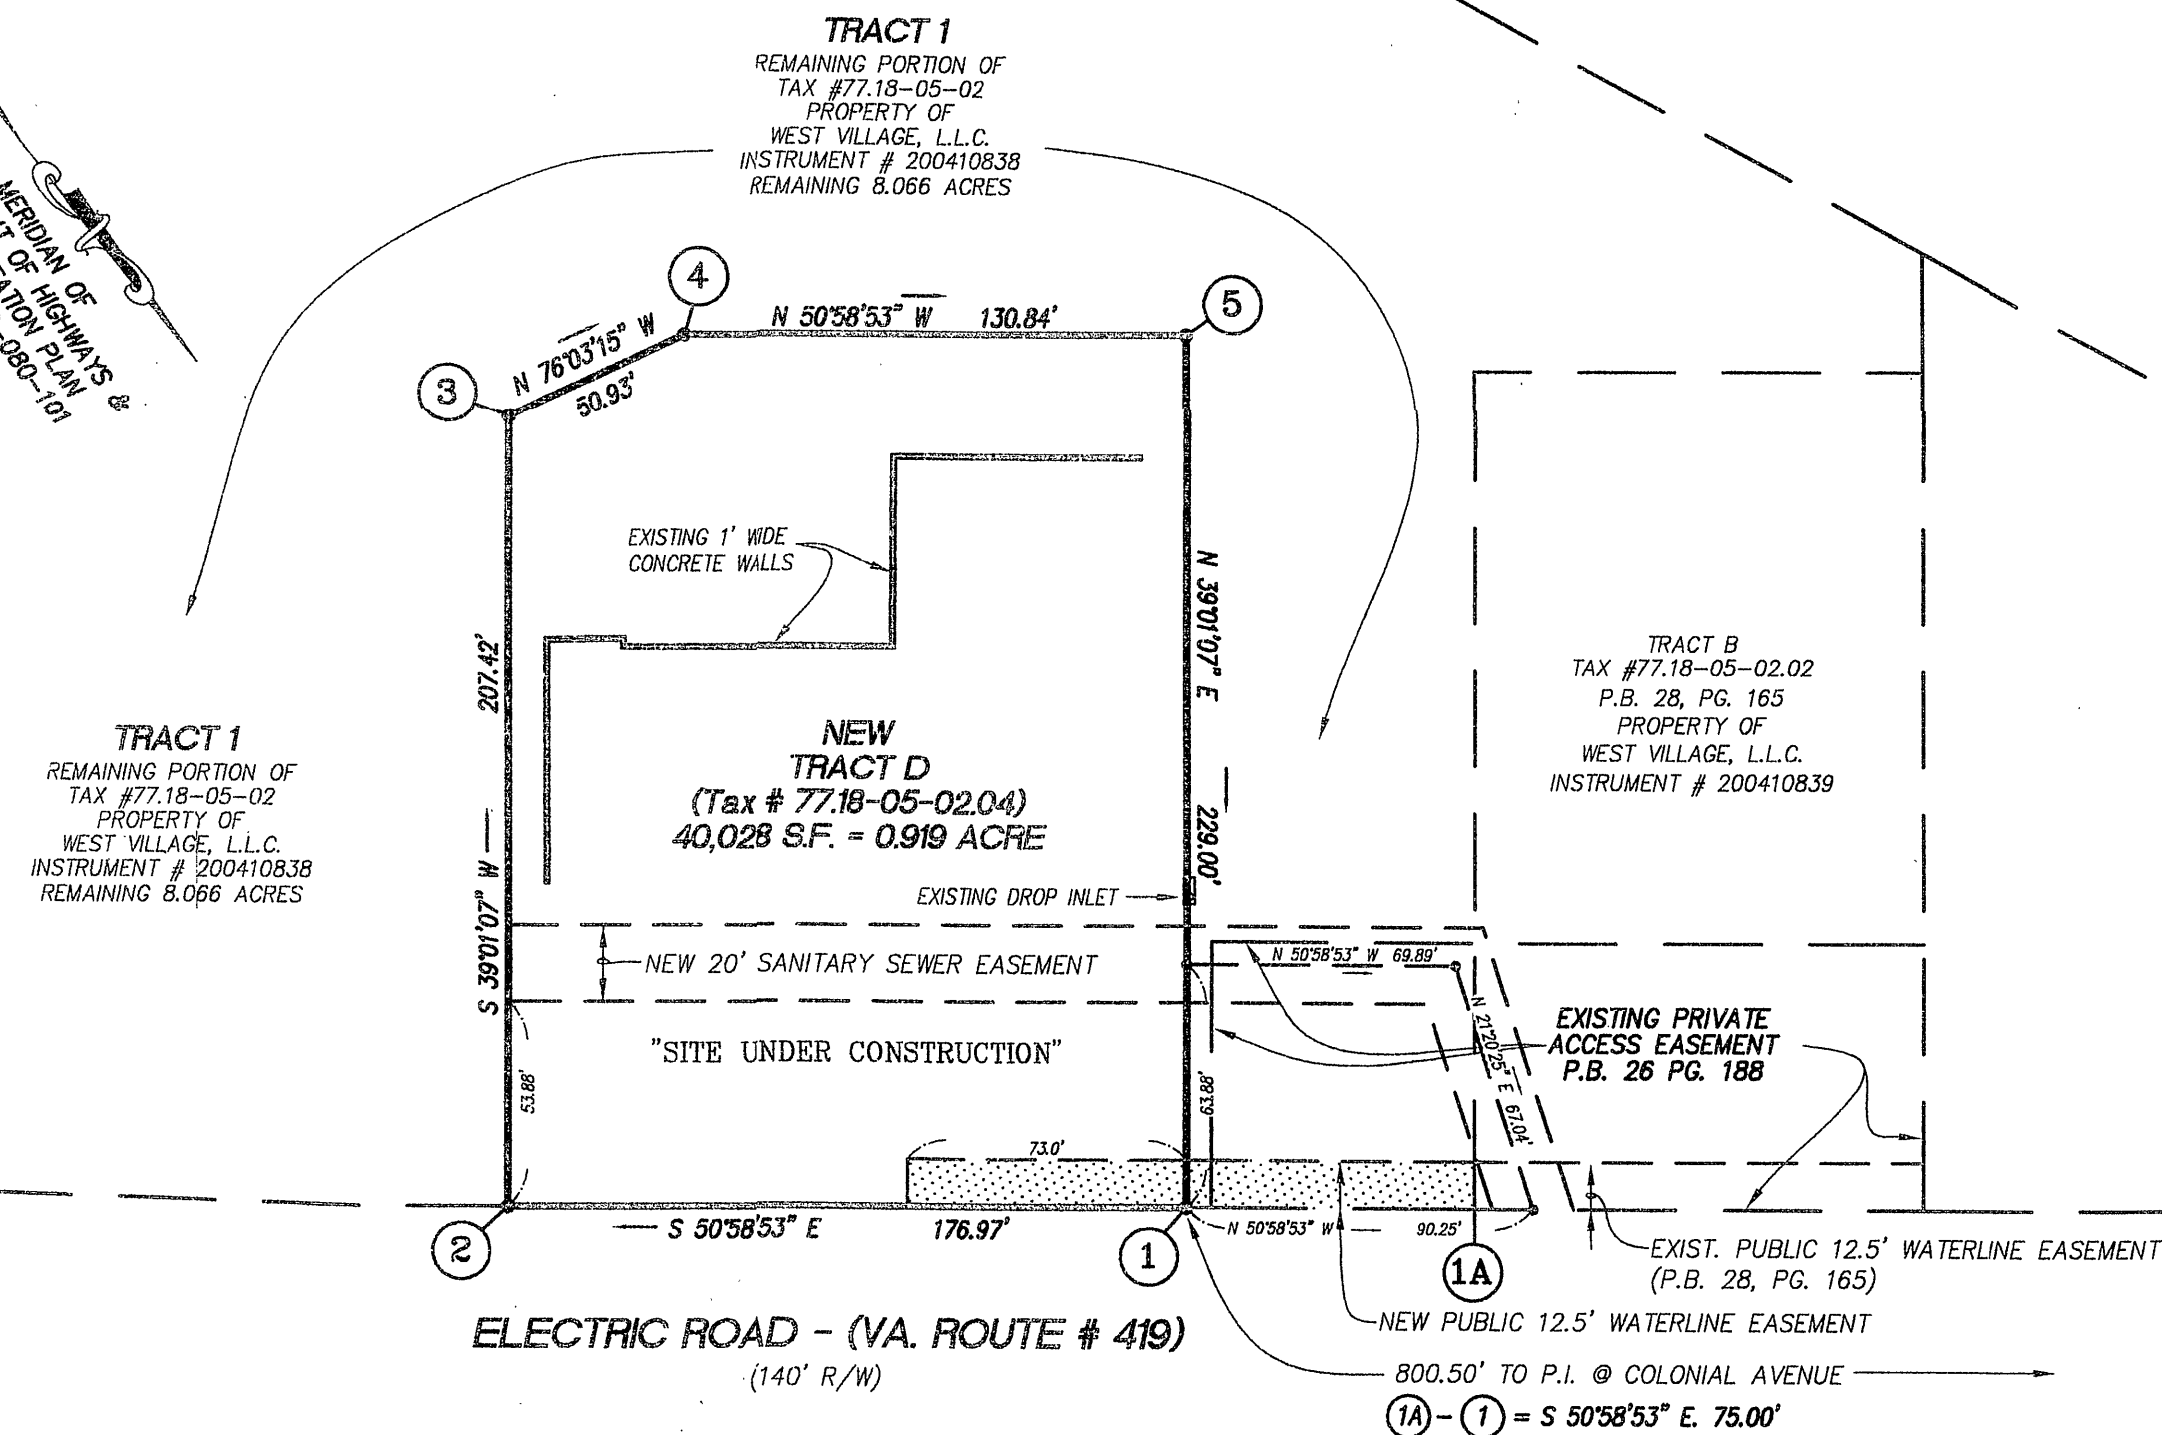 TRACT 1
REMAINING PORTION OF
TAX #77.18-05-02
PROPERTY OF
WEST VILLAGE, L.L.C.
INSTRUMENT # 200410838
REMAINING 8.066 ACRES
MERIDIAN OF
OF HIGHWAYS &
PLAN
080-101
4
5
3
N 50°58'53" W 130.84'
N 76°03'15" W
50.93'
EXISTING 1' WIDE
CONCRETE WALLS
207.42'
S 39°01'07" W
N 39°01'07" E
229.00'
TRACT B
TAX #77.18-05-02.02
P.B. 28, PG. 165
PROPERTY OF
WEST VILLAGE, L.L.C.
INSTRUMENT # 200410839
NEW
TRACT D
(Tax # 77.18-05-02.04)
40,028 S.F. = 0.919 ACRE
TRACT 1
REMAINING PORTION OF
TAX #77.18-05-02
PROPERTY OF
WEST VILLAGE, L.L.C.
INSTRUMENT # 200410838
REMAINING 8.066 ACRES
EXISTING DROP INLET
NEW 20' SANITARY SEWER EASEMENT
N 50°58'53" W 69.89'
N 21°20'25" E 67.04'
EXISTING PRIVATE
ACCESS EASEMENT
P.B. 26 PG. 188
"SITE UNDER CONSTRUCTION"
53.88'
63.88'
73.0'
S 50°58'53" E 176.97'
N 50°58'53" W 90.25'
2
1
1A
EXIST. PUBLIC 12.5' WATERLINE EASEMENT
(P.B. 28, PG. 165)
NEW PUBLIC 12.5' WATERLINE EASEMENT
ELECTRIC ROAD - (VA. ROUTE # 419)
(140' R/W)
800.50' TO P.I. @ COLONIAL AVENUE
1A - 1 = S 50°58'53" E. 75.00'